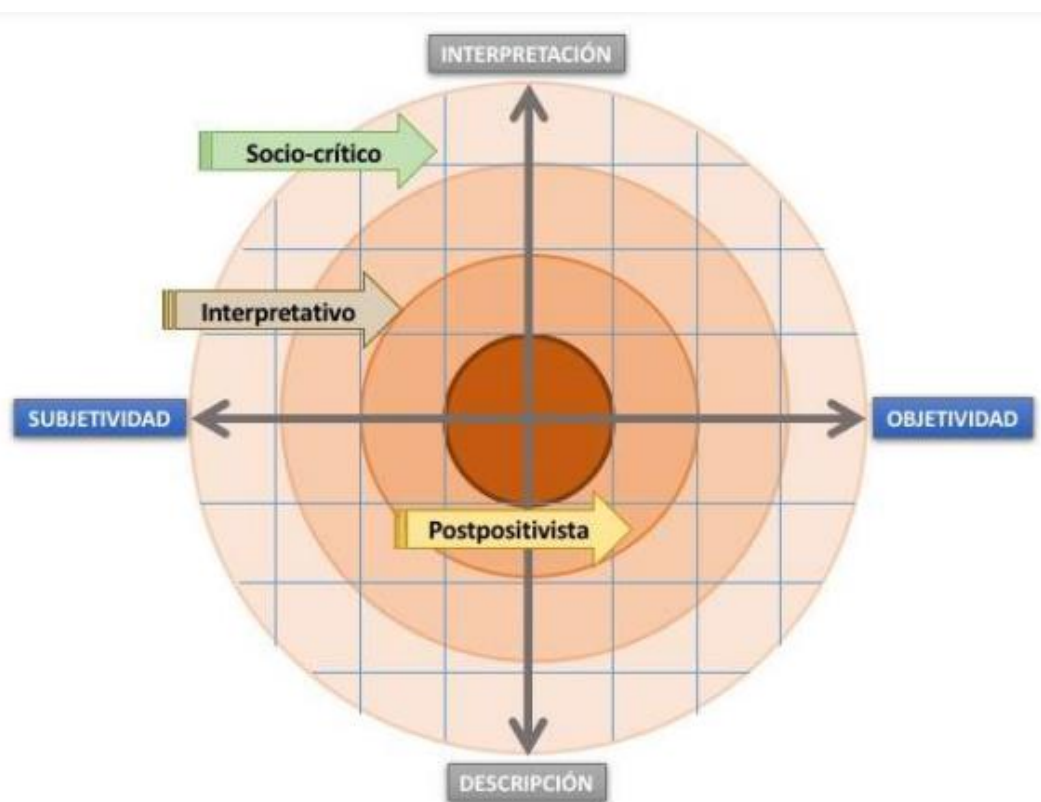 INTERPRETACIÓN
Socio-crítico
Interpretativo
SUBJETIVIDAD
OBJETIVIDAD
Postpositivista
DESCRIPCIÓN